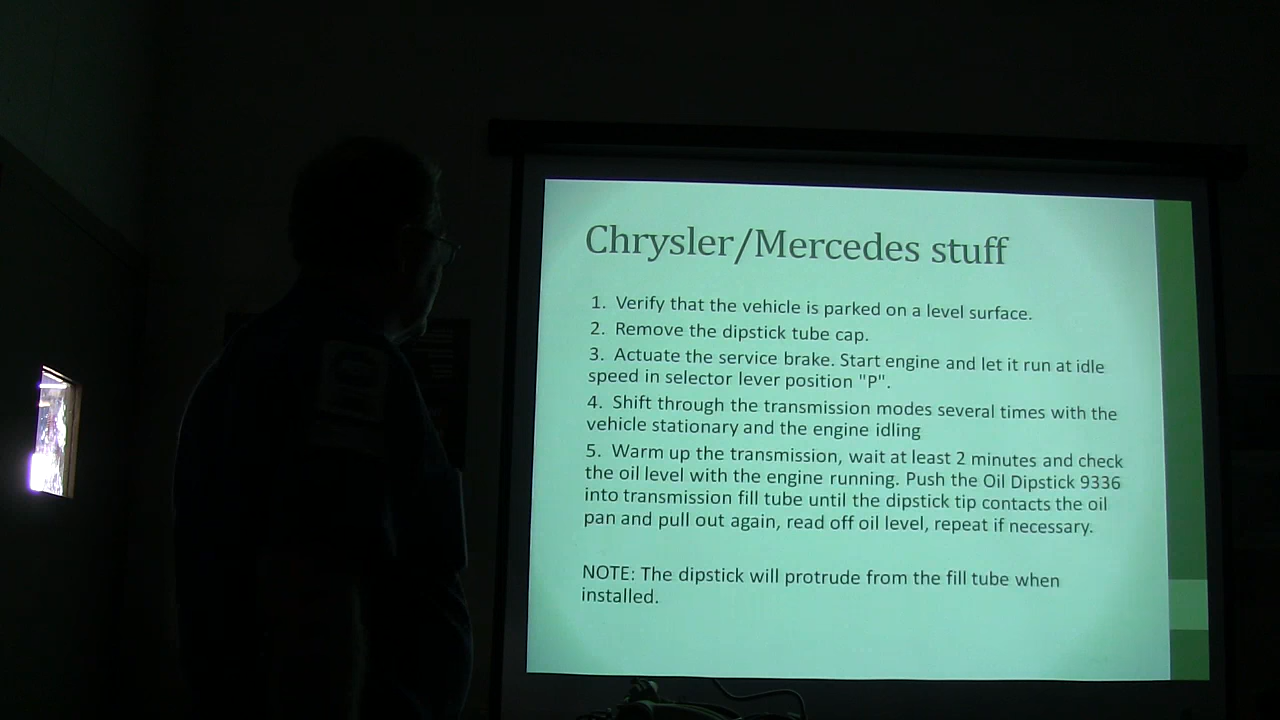 Chrysler/Mercedes stuff
1. Verify that the vehicle is parked on a level surface.
2. Remove the dipstick tube cap.
3. Actuate the service brake. Start engine and let it run at idle
speed in selector lever position "P".
4. Shift through the transmission modes several times with the
vehicle stationary and the engine idling
5. Warm up the transmission, wait at least 2 minutes and check
the oil level with the engine running. Push the Oil Dipstick 9336
into transmission fill tube until the dipstick tip contacts the oil
pan and pull out again, read off oil level, repeat if necessary.
NOTE: The dipstick will protrude from the fill tube when
installed.